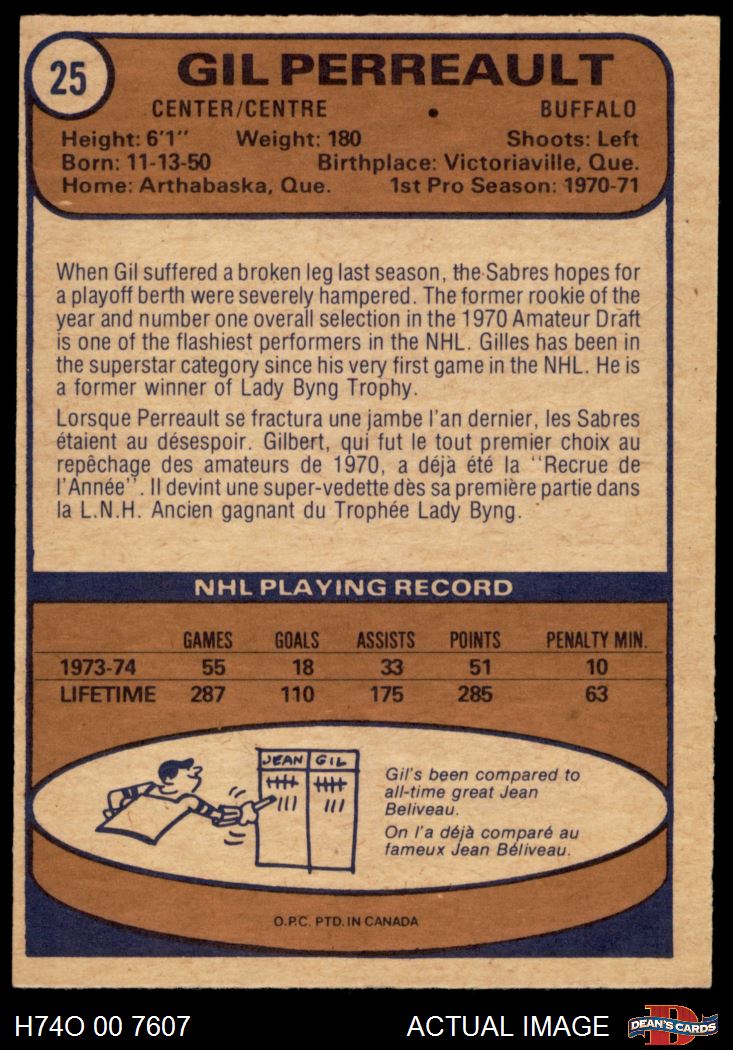 25
GIL PERREAULT
CENTER/CENTRE • BUFFALO
Height: 6'1" Weight: 180 Shoots: Left
Born: 11-13-50 Birthplace: Victoriaville, Que.
Home: Arthabaska, Que. 1st Pro Season: 1970-71
When Gil suffered a broken leg last season, the Sabres hopes for
a playoff berth were severely hampered. The former rookie of the
year and number one overall selection in the 1970 Amateur Draft
is one of the flashiest performers in the NHL. Gilles has been in
the superstar category since his very first game in the NHL. He is
a former winner of Lady Byng Trophy.
Lorsque Perreault se fractura une jambe l'an dernier, les Sabres
étaient au désespoir. Gilbert, qui fut le tout premier choix au
repêchage des amateurs de 1970, a déjà été la "Recrue de
l'Année". Il devint une super-vedette dès sa première partie dans
la L.N.H. Ancien gagnant du Trophée Lady Byng.
NHL PLAYING RECORD
GAMES GOALS ASSISTS POINTS PENALTY MIN.
1973-74 55 18 33 51 10
LIFETIME 287 110 175 285 63
JEAN GIL
Gil's been compared to
all-time great Jean
Beliveau.
On l'a déjà comparé au
fameux Jean Béliveau.
O.P.C. PTD. IN CANADA
H74O 00 7607 ACTUAL IMAGE
DEAN'S CARDS